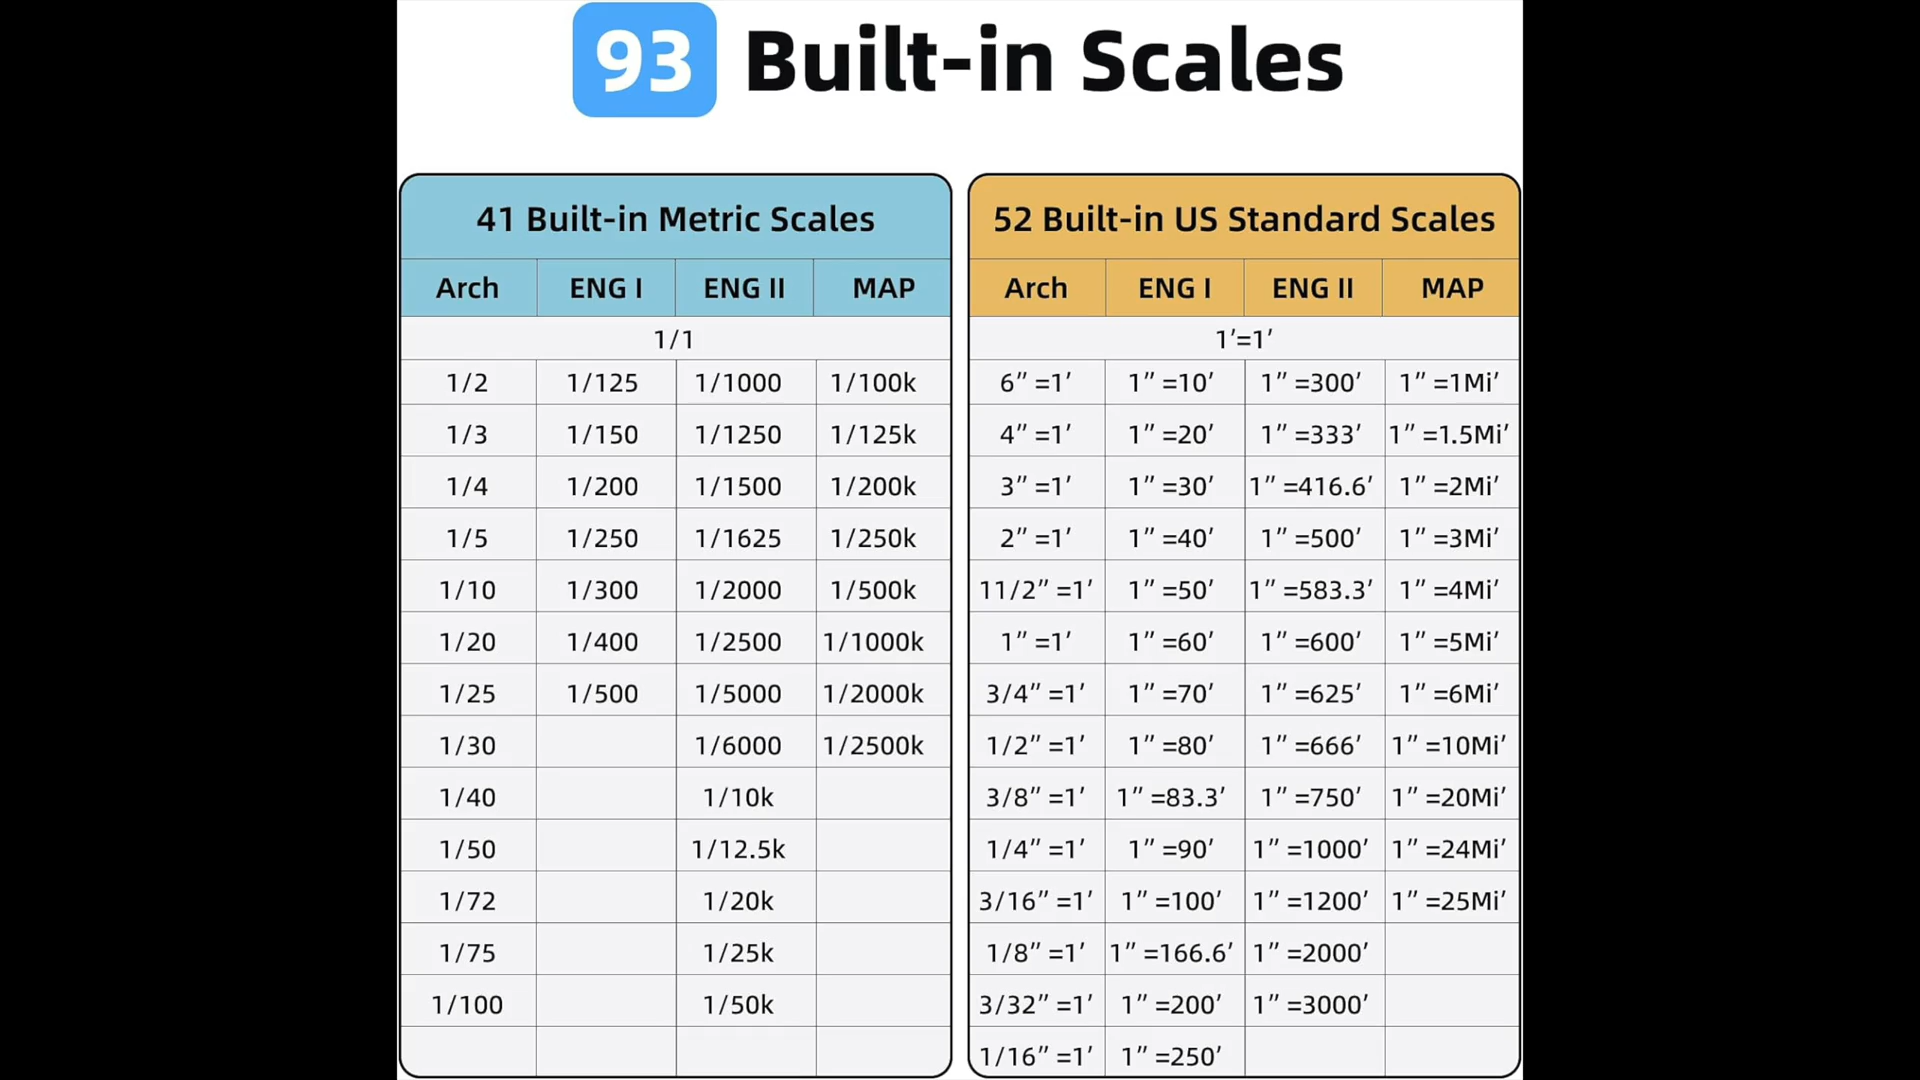 93 Built-in Scales
41 Built-in Metric Scales
Arch ENG I ENG II MAP
1/1
1/2 1/125 1/1000 1/100k
1/3 1/150 1/1250 1/125k
1/4 1/200 1/1500 1/200k
1/5 1/250 1/1625 1/250k
1/10 1/300 1/2000 1/500k
1/20 1/400 1/2500 1/1000k
1/25 1/500 1/5000 1/2000k
1/30 1/6000 1/2500k
1/40 1/10k
1/50 1/12.5k
1/72 1/20k
1/75 1/25k
1/100 1/50k
52 Built-in US Standard Scales
Arch ENG I ENG II MAP
1′=1′
6″ =1′ 1″ =10′ 1″ =300′ 1″ =1Mi′
4″ =1′ 1″ =20′ 1″ =333′ 1″ =1.5Mi′
3″ =1′ 1″ =30′ 1″ =416.6′ 1″ =2Mi′
2″ =1′ 1″ =40′ 1″ =500′ 1″ =3Mi′
11/2″ =1′ 1″ =50′ 1″ =583.3′ 1″ =4Mi′
1″ =1′ 1″ =60′ 1″ =600′ 1″ =5Mi′
3/4″ =1′ 1″ =70′ 1″ =625′ 1″ =6Mi′
1/2″ =1′ 1″ =80′ 1″ =666′ 1″ =10Mi′
3/8″ =1′ 1″ =83.3′ 1″ =750′ 1″ =20Mi′
1/4″ =1′ 1″ =90′ 1″ =1000′ 1″ =24Mi′
3/16″ =1′ 1″ =100′ 1″ =1200′ 1″ =25Mi′
1/8″ =1′ 1″ =166.6′ 1″ =2000′
3/32″ =1′ 1″ =200′ 1″ =3000′
1/16″ =1′ 1″ =250′